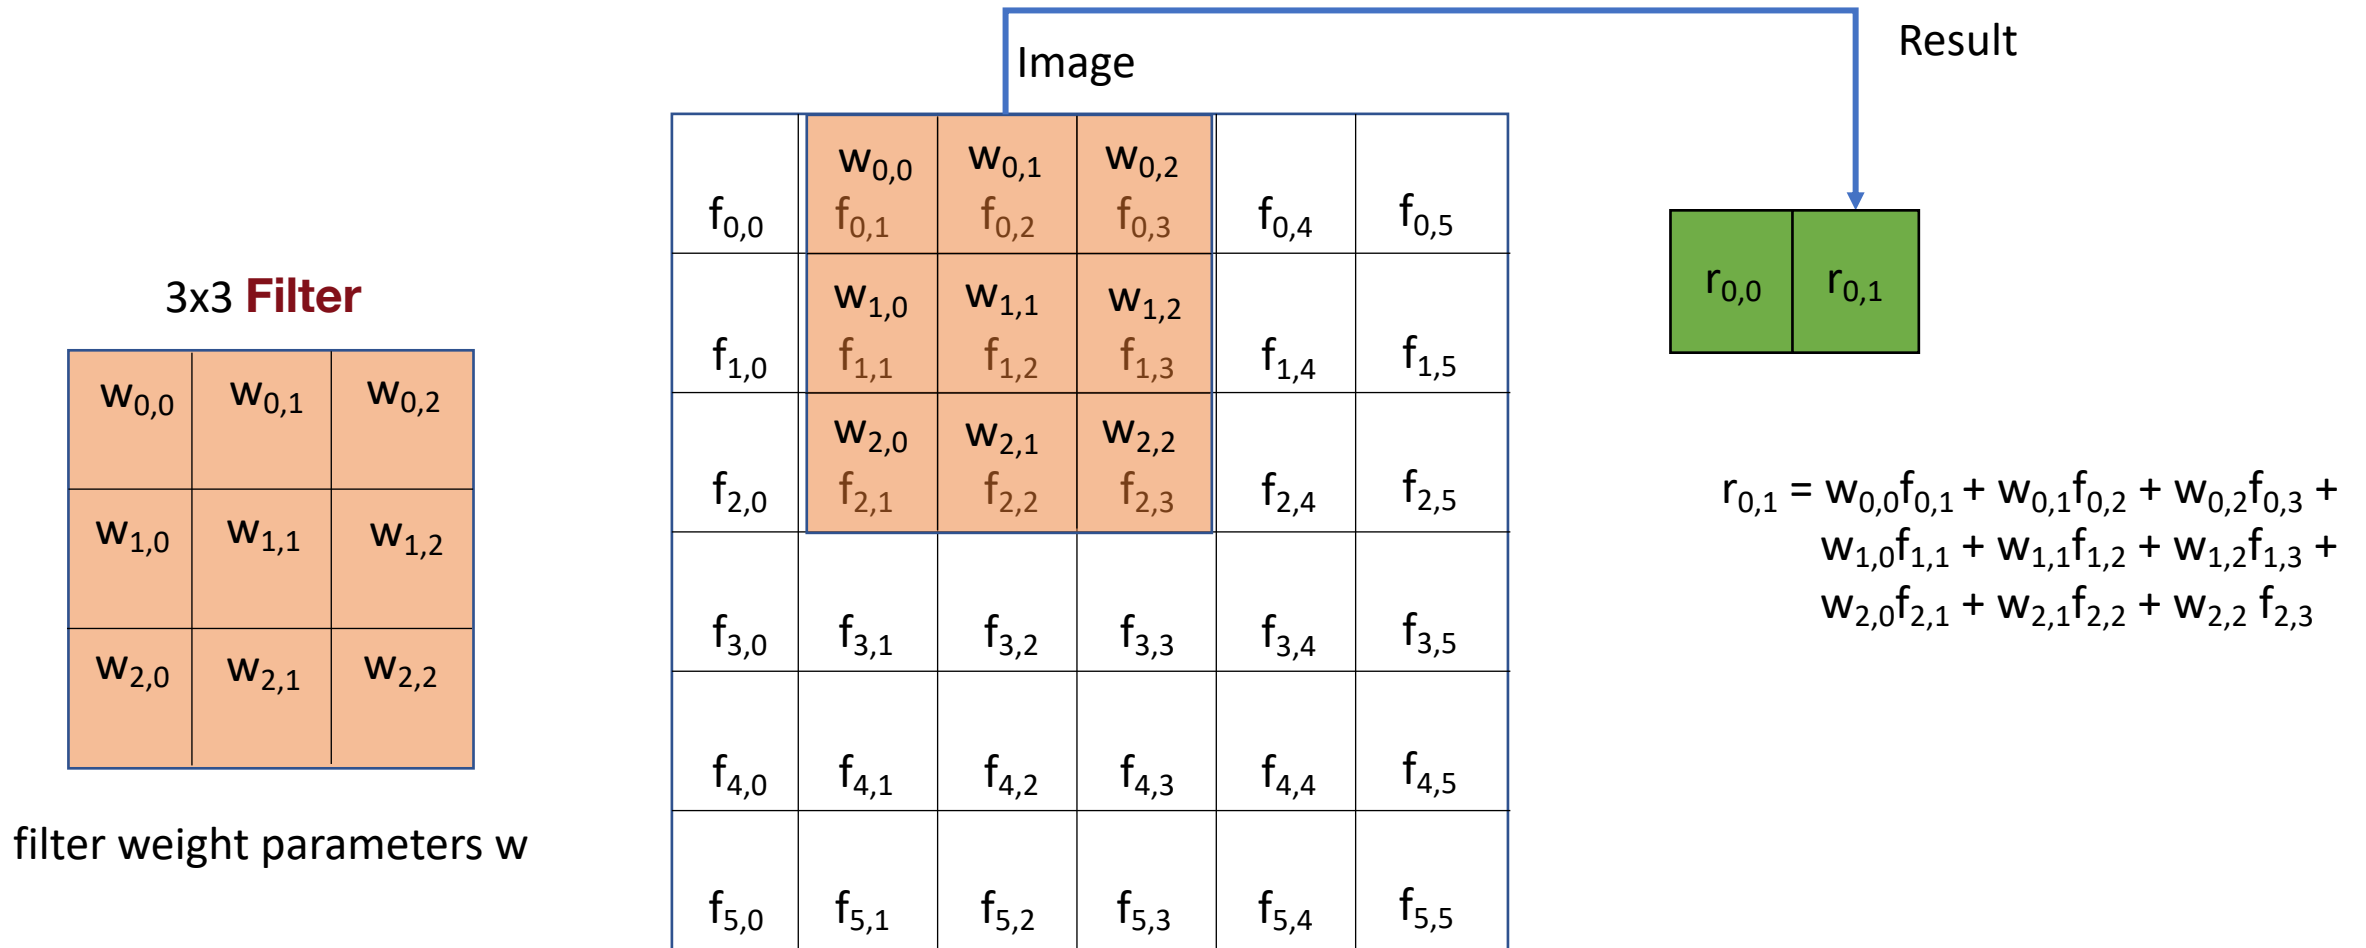 Image
Result
3x3 Filter
w0,0 w0,1 w0,2
w1,0 w1,1 w1,2
w2,0 w2,1 w2,2
filter weight parameters w
w0,0 w0,1 w0,2
f0,0 f0,1 f0,2 f0,3 f0,4 f0,5
w1,0 w1,1 w1,2
f1,0 f1,1 f1,2 f1,3 f1,4 f1,5
w2,0 w2,1 w2,2
f2,0 f2,1 f2,2 f2,3 f2,4 f2,5
f3,0 f3,1 f3,2 f3,3 f3,4 f3,5
f4,0 f4,1 f4,2 f4,3 f4,4 f4,5
f5,0 f5,1 f5,2 f5,3 f5,4 f5,5
r0,0 r0,1
r0,1 = w0,0f0,1 + w0,1f0,2 + w0,2f0,3 +
w1,0f1,1 + w1,1f1,2 + w1,2f1,3 +
w2,0f2,1 + w2,1f2,2 + w2,2 f2,3